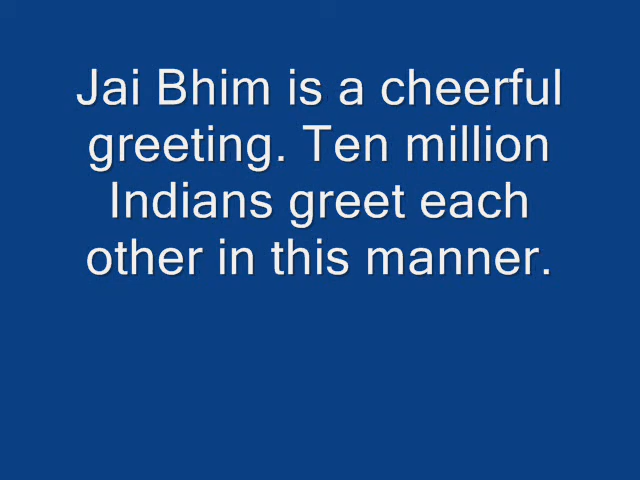 Jai Bhim is a cheerful
greeting. Ten million
Indians greet each
other in this manner.